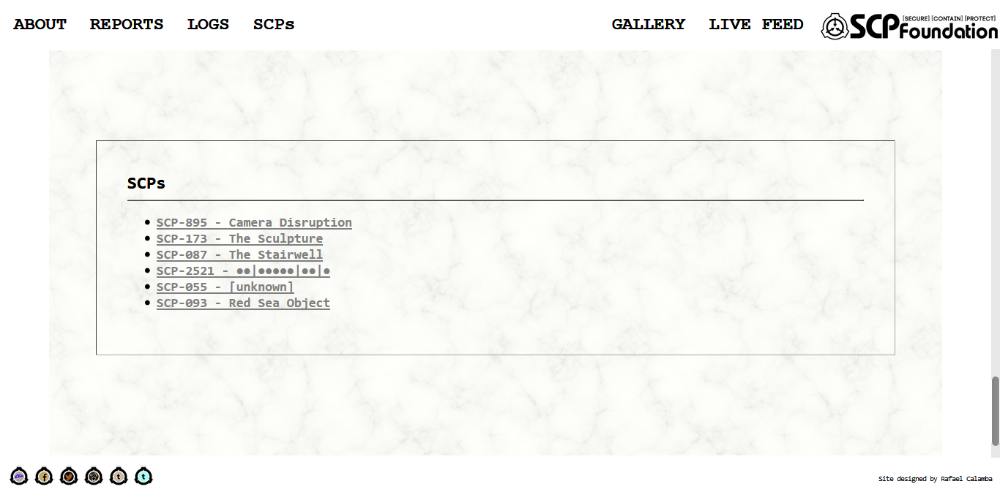 ABOUT REPORTS LOGS SCPs GALLERY LIVE FEED
[SECURE] [CONTAIN] [PROTECT]
SCP Foundation
SCPs
SCP-895 - Camera Disruption
SCP-173 - The Sculpture
SCP-087 - The Stairwell
SCP-2521 - ●●|●●●●●|●●|●
SCP-055 - [unknown]
SCP-093 - Red Sea Object
Site designed by Rafael Calamba